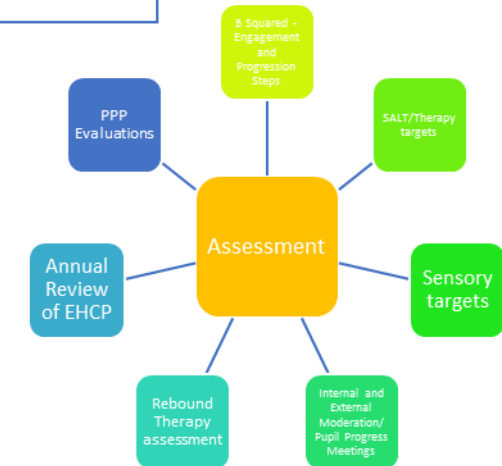 B Squared -
Engagement
and
Progression
Steps
SALT/Therapy
targets
Sensory
targets
Internal and
External
Moderation/
Pupil Progress
Meetings
Rebound
Therapy
assessment
Annual
Review
of EHCP
PPP
Evaluations
Assessment